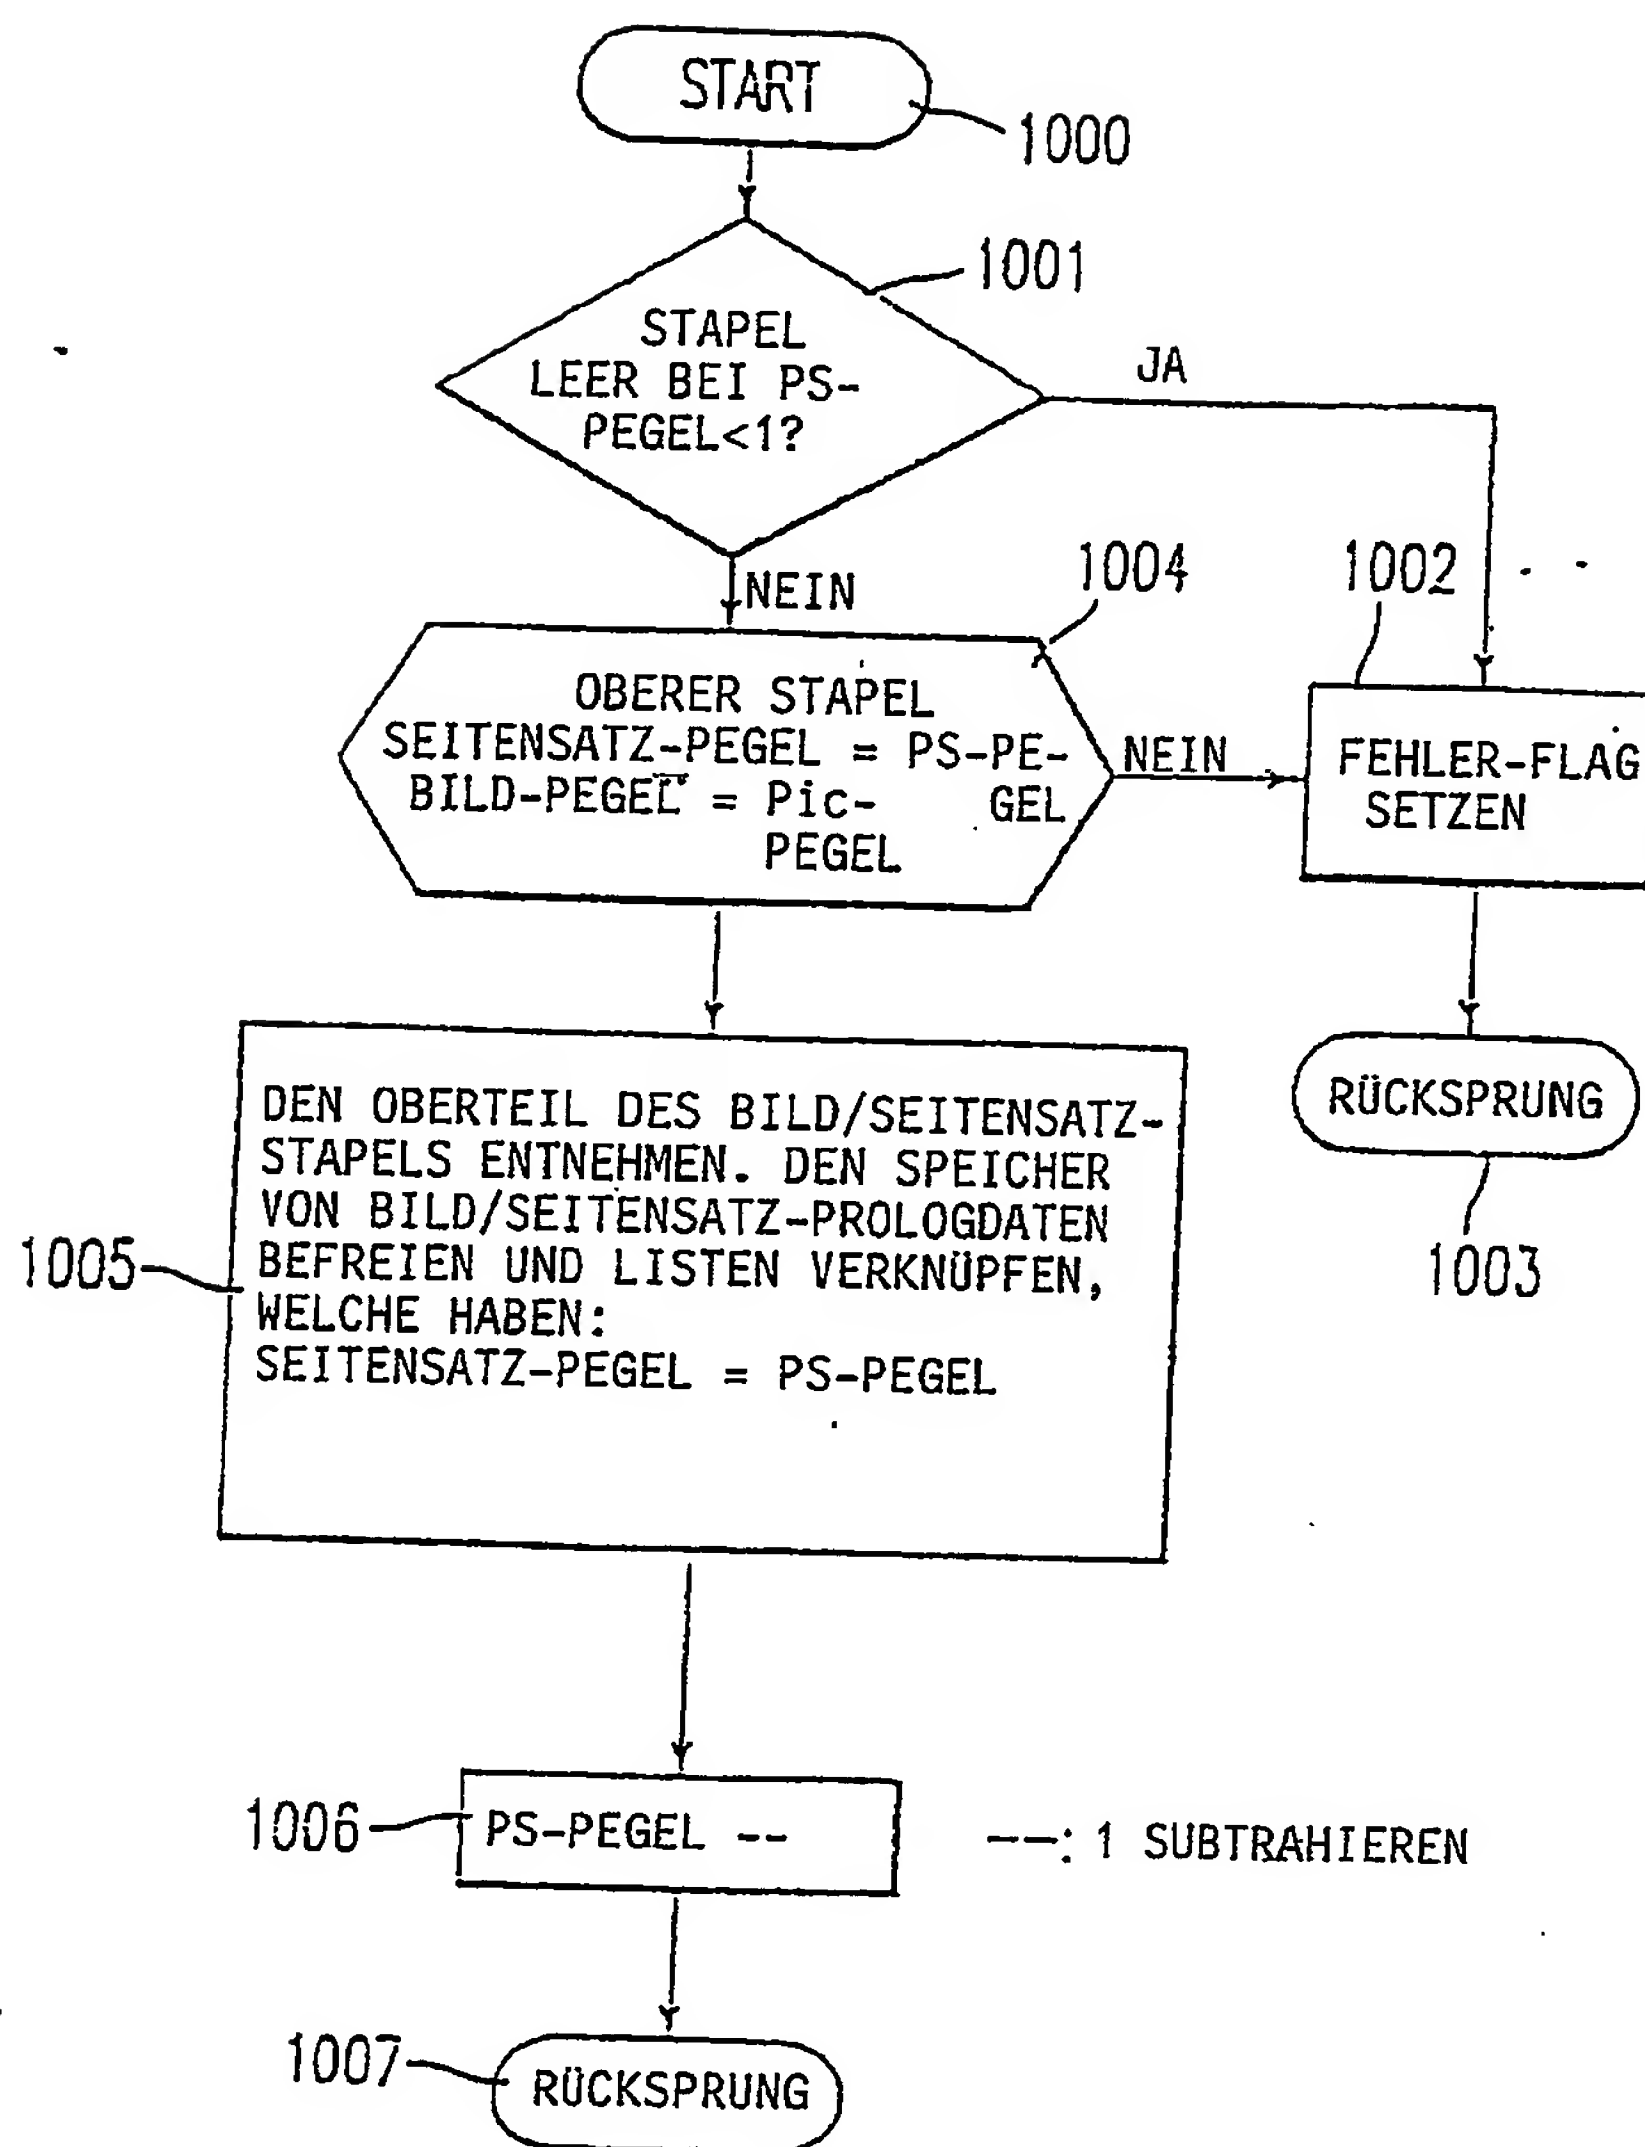 START
1000
1001
STAPEL
LEER BEI PS-
PEGEL<1?
JA
NEIN
1004
1002
OBERER STAPEL
SEITENSATZ-PEGEL = PS-PE-
BILD-PEGEL = Pic- GEL
PEGEL
NEIN
FEHLER-FLAG
SETZEN
RÜCKSPRUNG
1003
DEN OBERTEIL DES BILD/SEITENSATZ-
STAPELS ENTNEHMEN. DEN SPEICHER
VON BILD/SEITENSATZ-PROLOGDATEN
BEFREIEN UND LISTEN VERKNÜPFEN,
WELCHE HABEN:
SEITENSATZ-PEGEL = PS-PEGEL
1005
1006
PS-PEGEL --
--: 1 SUBTRAHIEREN
1007
RÜCKSPRUNG